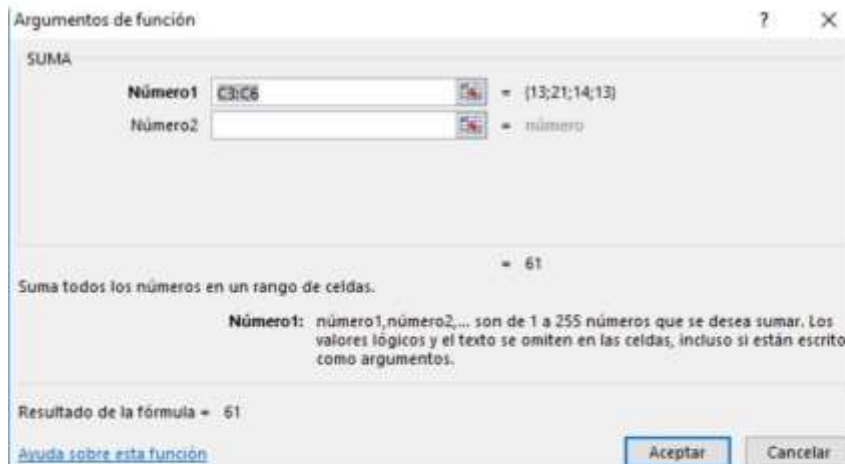 Argumentos de función ? ×
SUMA
Número1 C3:C6 = {13;21;14;13}
Número2 = número
= 61
Suma todos los números en un rango de celdas.
Número1: número1,número2,... son de 1 a 255 números que se desea sumar. Los
valores lógicos y el texto se omiten en las celdas, incluso si están escrito
como argumentos.
Resultado de la fórmula = 61
Ayuda sobre esta función Aceptar Cancelar